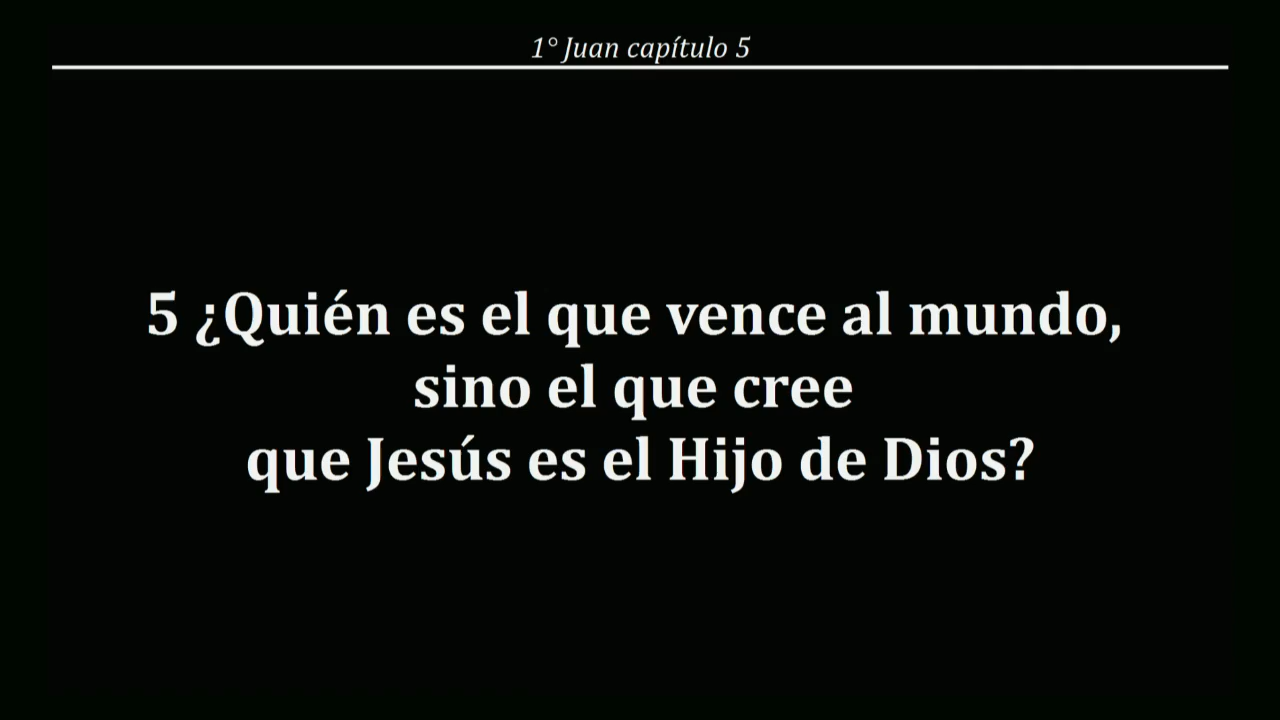 1° Juan capítulo 5
5 ¿Quién es el que vence al mundo,
sino el que cree
que Jesús es el Hijo de Dios?